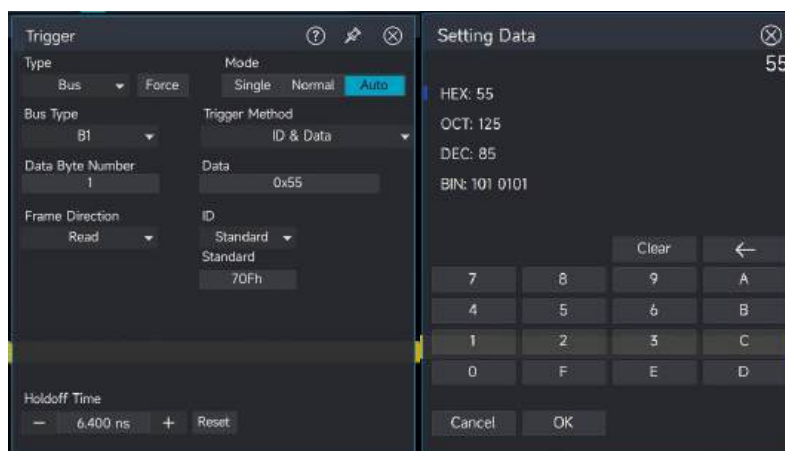 Trigger
Type
Mode
Bus
Force
Single
Normal
Auto
Bus Type
Trigger Method
B1
ID & Data
Data Byte Number
Data
1
0x55
Frame Direction
ID
Read
Standard
Standard
70Fh
Holdoff Time
− 6.400 ns + Reset
Setting Data
55
HEX: 55
OCT: 125
DEC: 85
BIN: 101 0101
Clear ←
7 8 9 A
4 5 6 B
1 2 3 C
0 F E D
Cancel OK